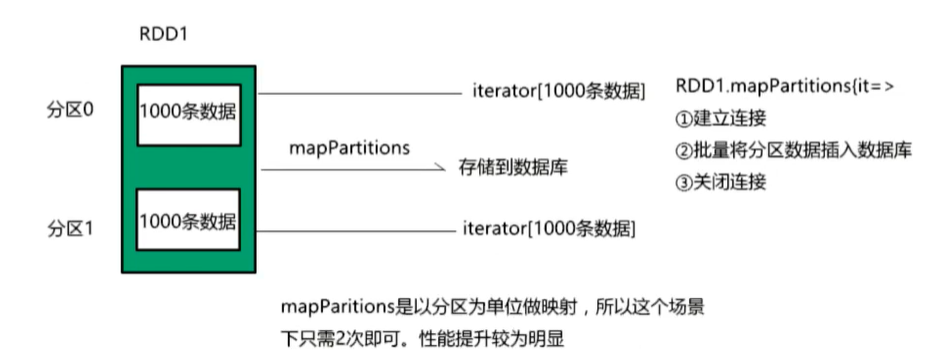 RDD1
分区0
1000条数据
iterator[1000条数据]
mapPartitions
存储到数据库
分区1
1000条数据
iterator[1000条数据]
RDD1.mapPartitions{it=>
①建立连接
②批量将分区数据插入数据库
③关闭连接
mapParitions是以分区为单位做映射，所以这个场景
下只需2次即可。性能提升较为明显